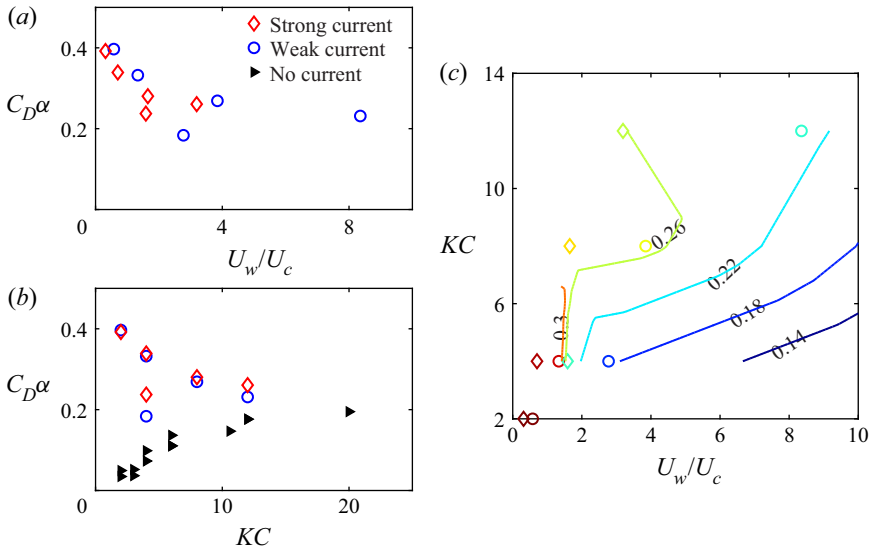 (a)
0.4
0.2
0
4
8
C_Dα
U_w/U_c
Strong current
Weak current
No current
(b)
0.4
0.2
0
10
20
C_Dα
KC
(c)
14
10
6
2
0
2
4
6
8
10
KC
U_w/U_c
0.3
0.26
0.22
0.18
0.14